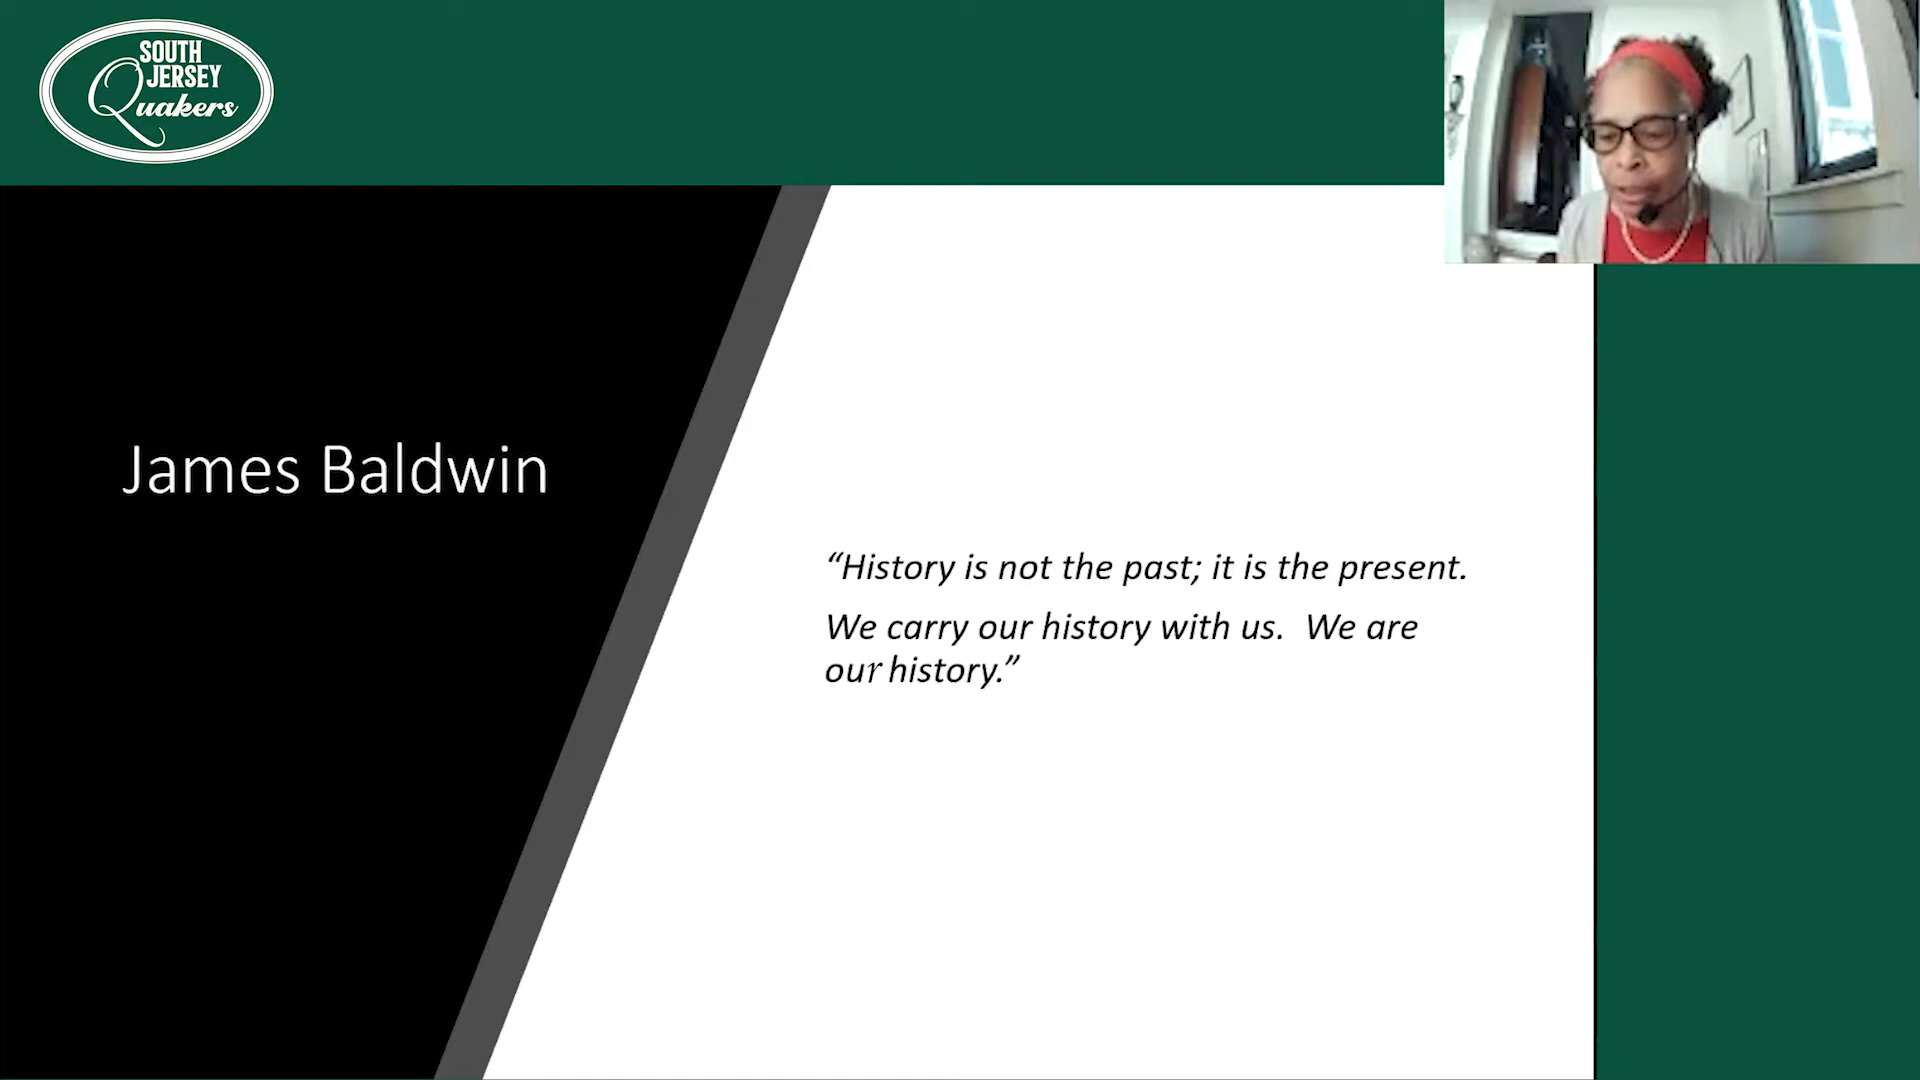 SOUTH
JERSEY
Quakers
James Baldwin
“History is not the past; it is the present.
We carry our history with us.  We are
our history.”